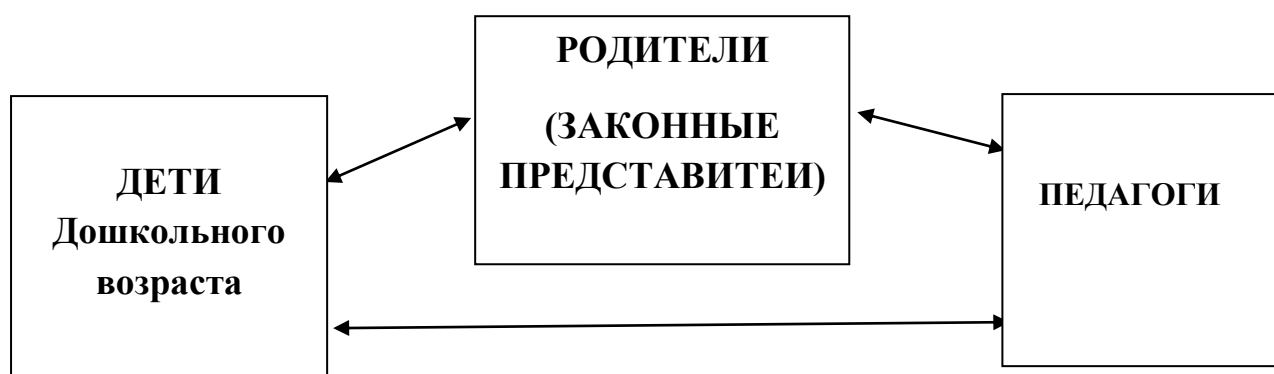 РОДИТЕЛИ
(ЗАКОННЫЕ
ПРЕДСТАВИТЕИ)
ДЕТИ
Дошкольного
возраста
ПЕДАГОГИ